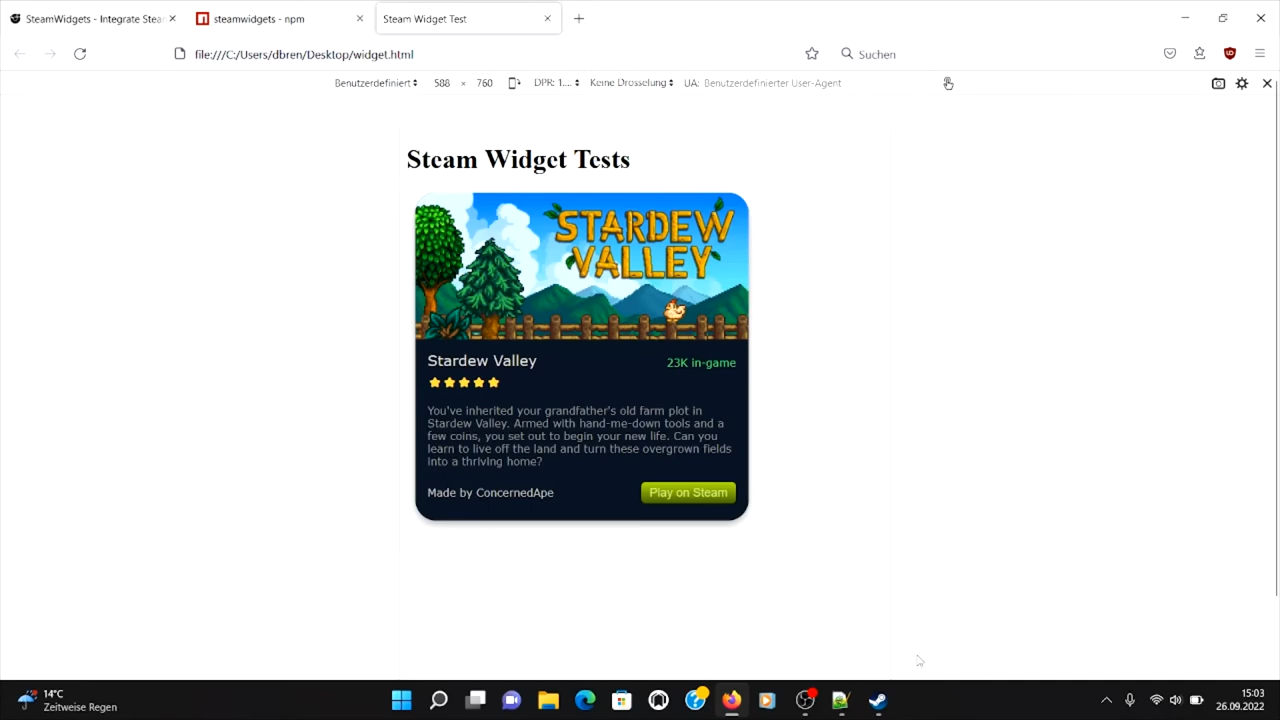 SteamWidgets - Integrate Stear
steamwidgets - npm
Steam Widget Test
file:///C:/Users/dbren/Desktop/widget.html
Suchen
Benutzerdefiniert 588 × 760 DPR: 1.... Keine Drosselung UA: Benutzerdefinierter User-Agent
Steam Widget Tests
STARDEW
VALLEY
Stardew Valley
23K in-game
You've inherited your grandfather's old farm plot in
Stardew Valley. Armed with hand-me-down tools and a
few coins, you set out to begin your new life. Can you
learn to live off the land and turn these overgrown fields
into a thriving home?
Made by ConcernedApe
Play on Steam
14°C
Zeitweise Regen
15:03
26.09.2022